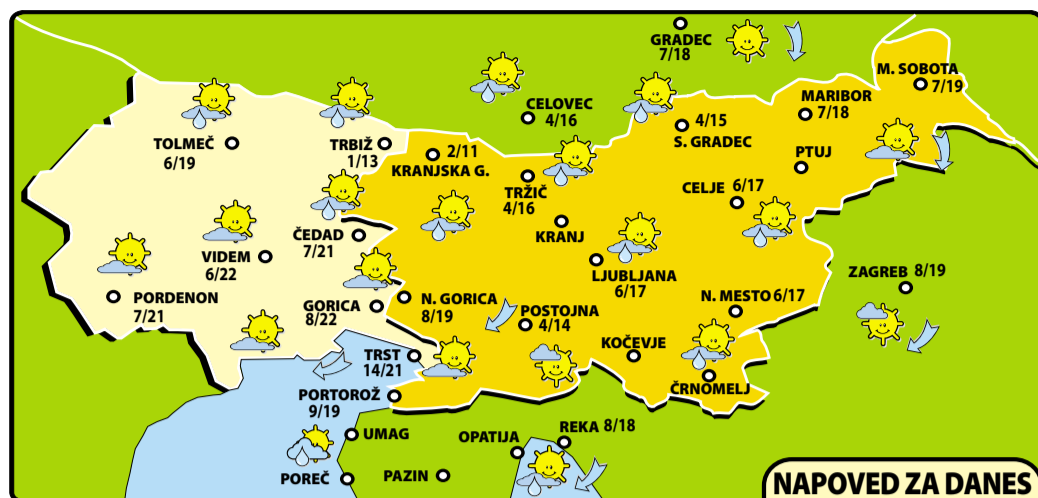 GRADEC
7/18
M. SOBOTA
7/19
MARIBOR
7/18
CELOVEC
4/16
4/15
S. GRADEC
TOLMEČ
6/19
TRBIŽ
1/13
2/11
KRANJSKA G.
PTUJ
TRŽIČ
4/16
CELJE 6/17
KRANJ
ČEDAD
7/21
VIDEM
6/22
LJUBLJANA
6/17
ZAGREB 8/19
PORDENON
7/21
GORICA
8/22
N. GORICA
8/19
POSTOJNA
4/14
N. MESTO 6/17
KOČEVJE
TRST
14/21
ČRNOMELJ
PORTOROŽ
9/19
UMAG
OPATIJA
REKA 8/18
POREČ
PAZIN
NAPOVED ZA DANES